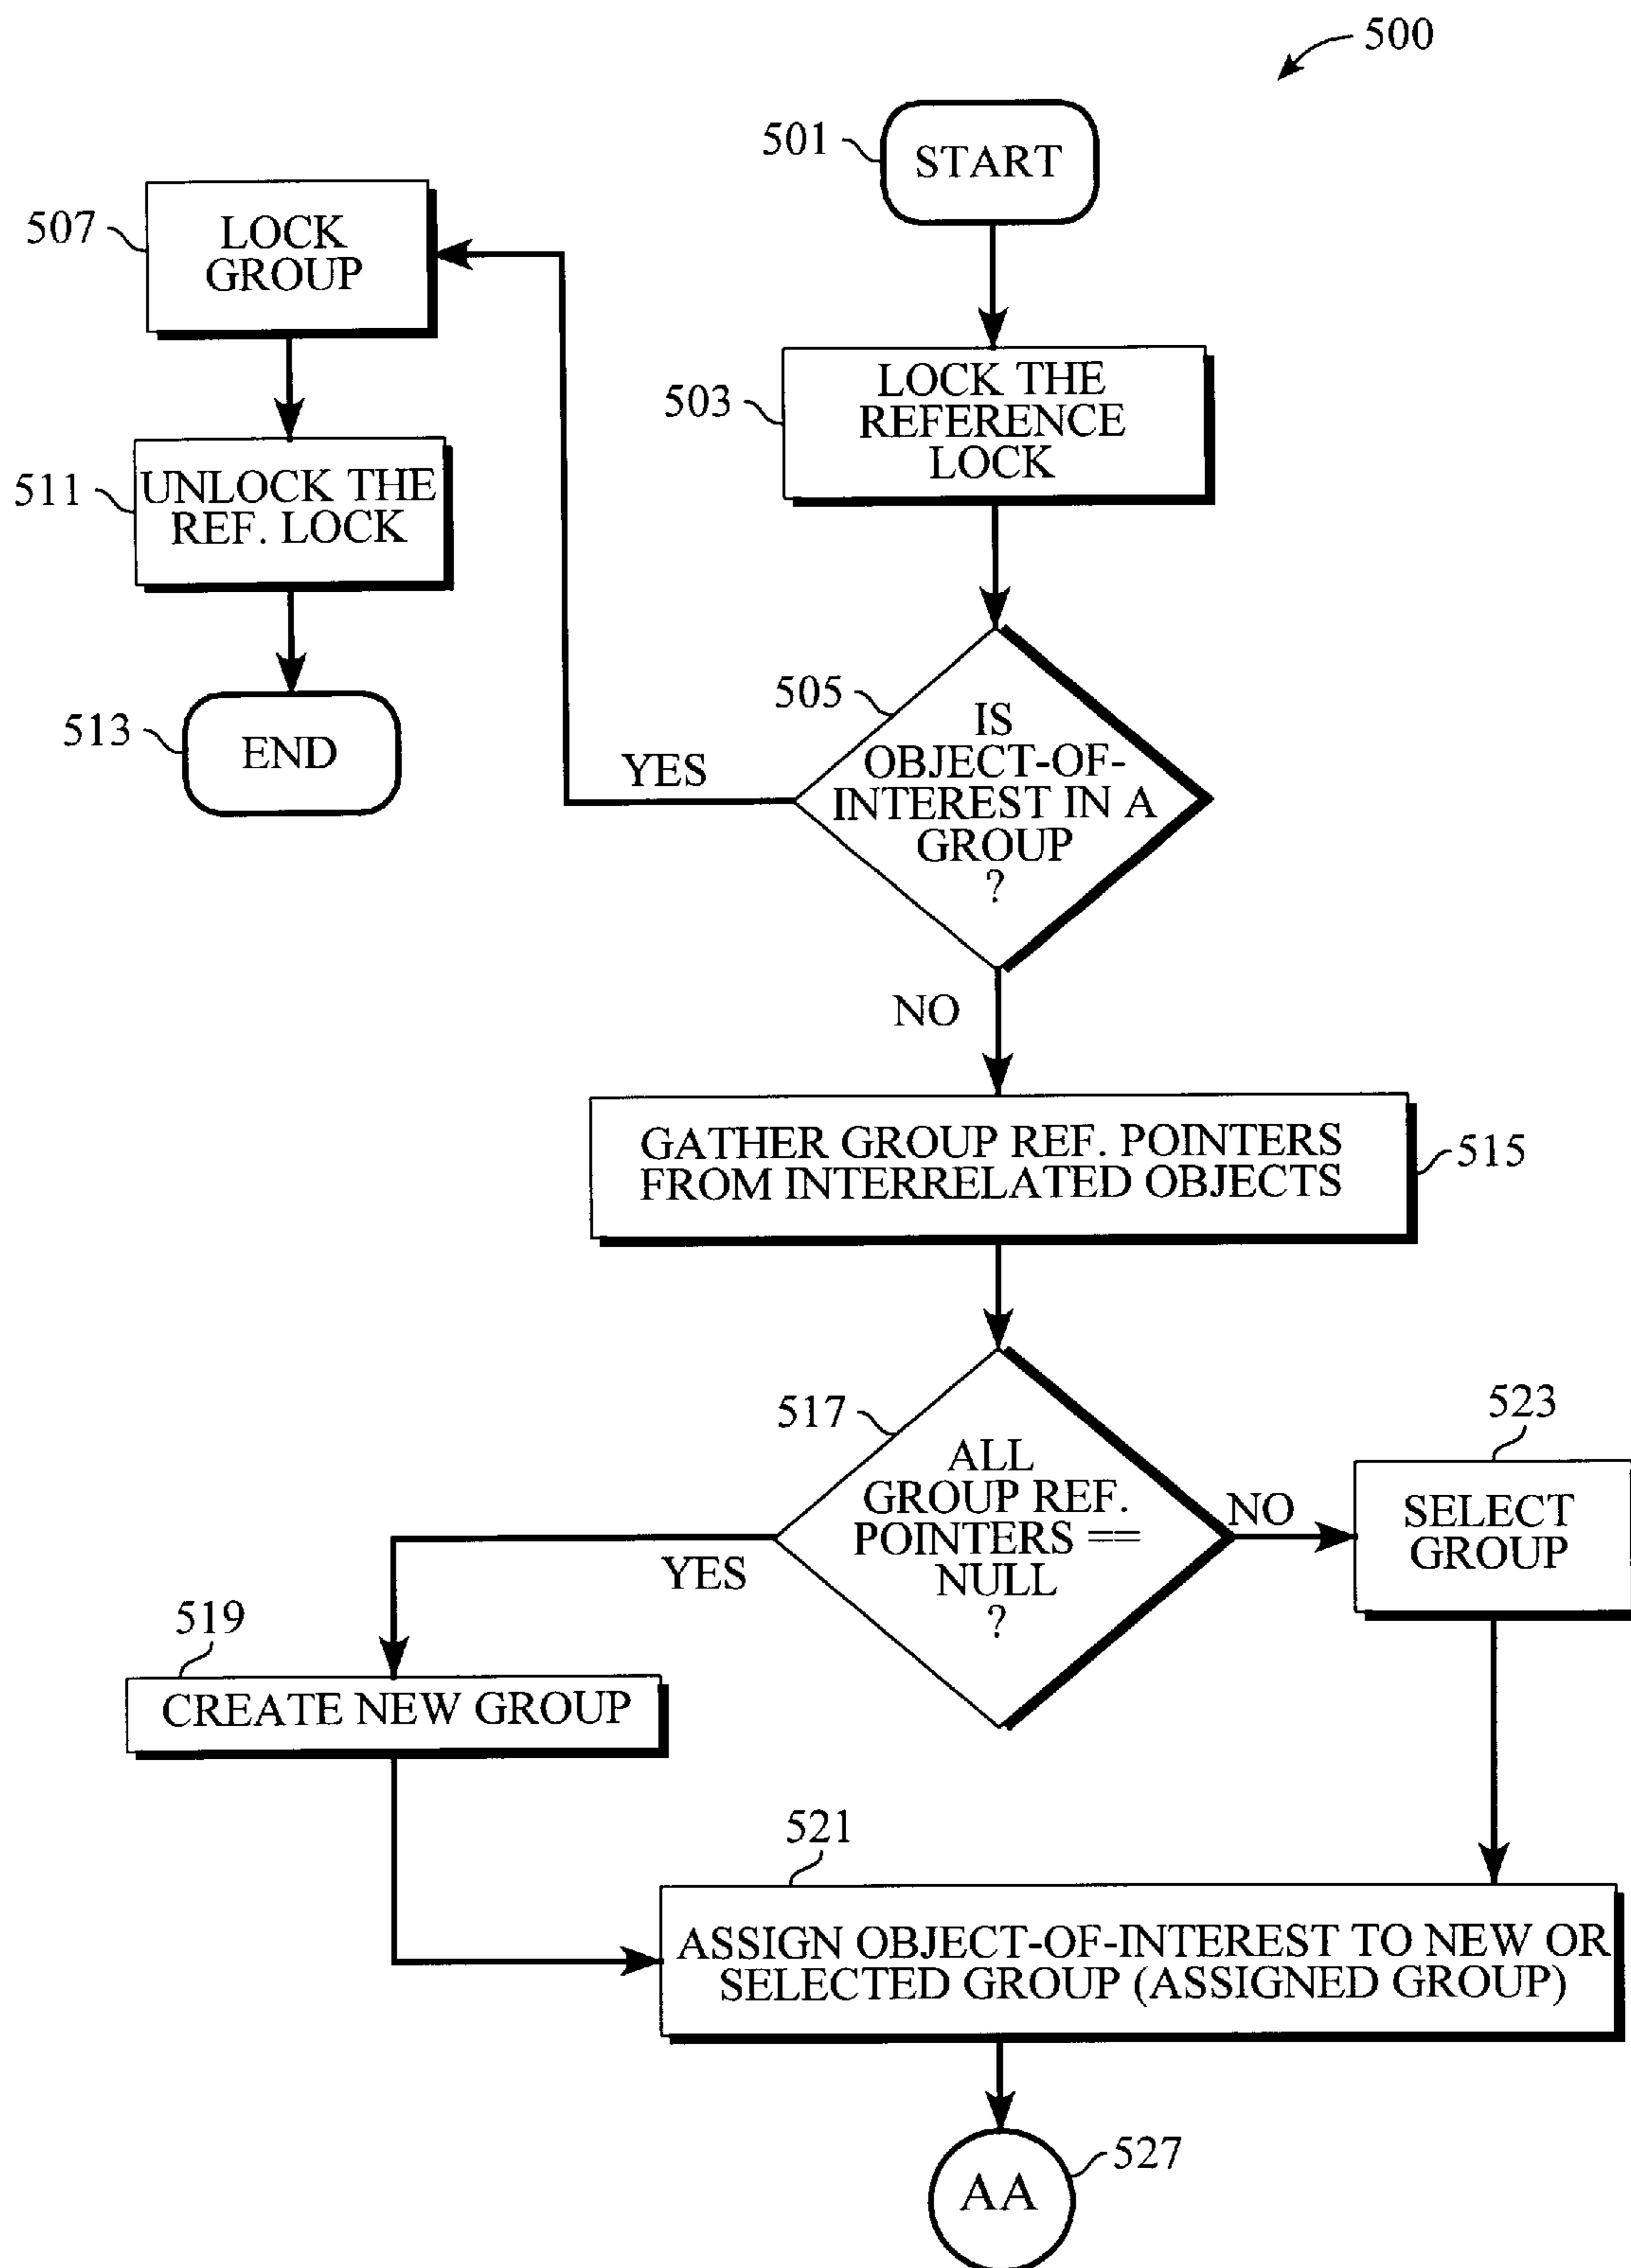 500
501
START
507
LOCK
GROUP
503
LOCK THE
REFERENCE
LOCK
511
UNLOCK THE
REF. LOCK
505
IS
OBJECT-OF-
INTEREST IN A
GROUP
?
YES
513
END
NO
GATHER GROUP REF. POINTERS
FROM INTERRELATED OBJECTS
515
517
ALL
GROUP REF.
POINTERS ==
NULL
?
NO
523
SELECT
GROUP
YES
519
CREATE NEW GROUP
521
ASSIGN OBJECT-OF-INTEREST TO NEW OR
SELECTED GROUP (ASSIGNED GROUP)
527
AA